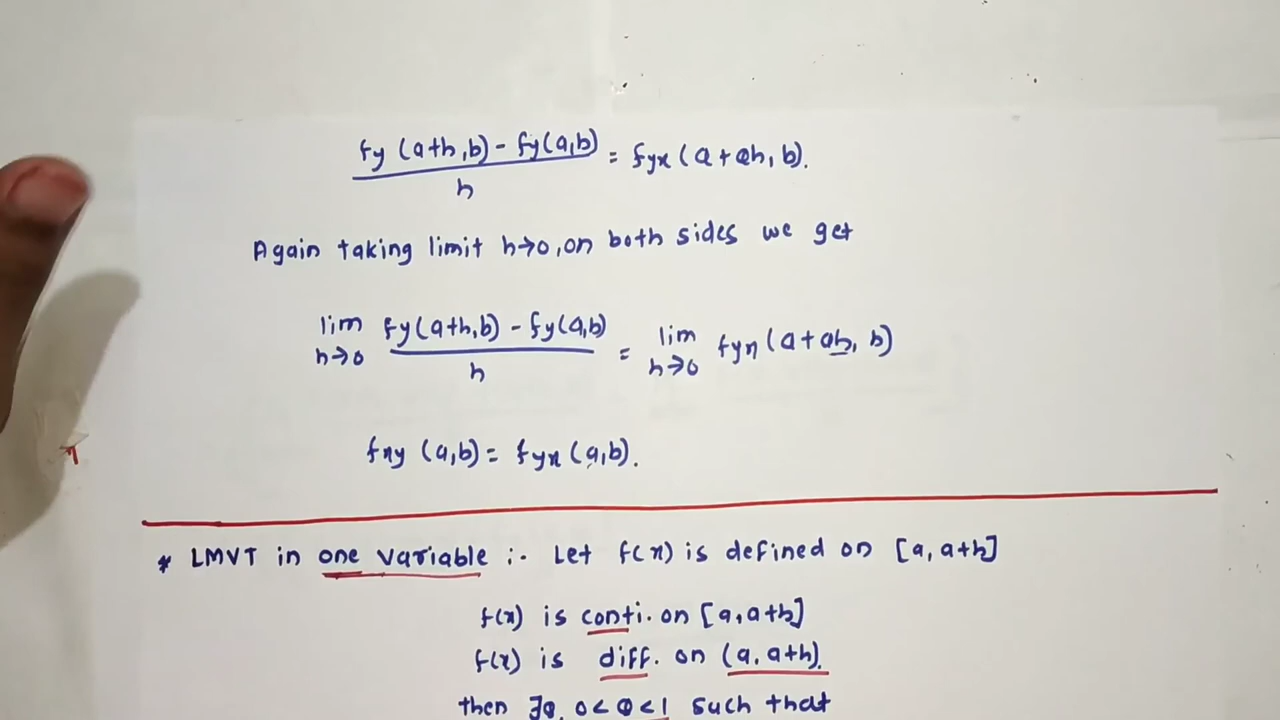 fy (a+h,b) - fy(a,b) / h = fyx (a + θh, b).
Again taking limit h→0, on both sides we get
lim h→0 fy(a+h,b) - fy(a,b) / h = lim h→0 fyx (a + θh, b)
fxy (a,b) = fyx (a,b).
* LMVT in one variable :- Let f(x) is defined on [a, a+h]
f(x) is conti. on [a, a+h]
f(x) is diff. on (a, a+h).
then ∃θ, 0 < θ < 1 such that